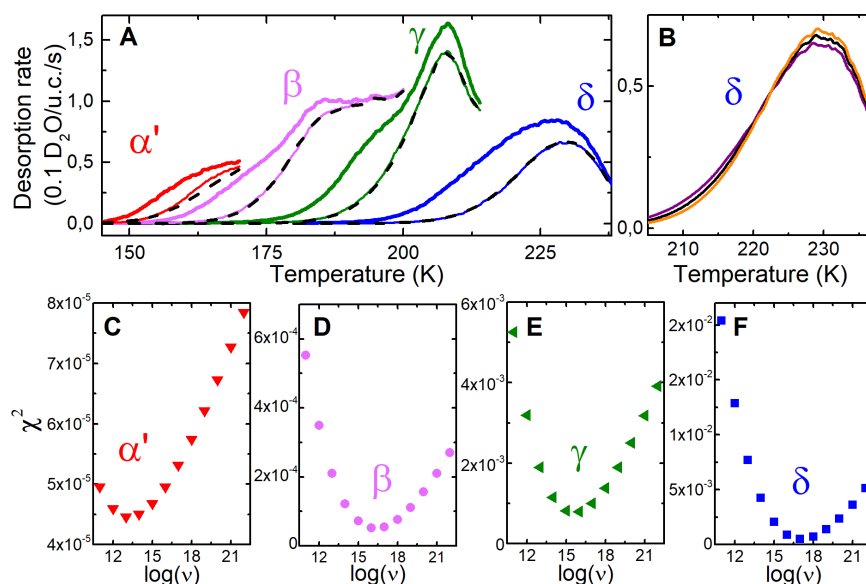 A
B
Desorption rate
(0.1 D₂O/u.c./s)
1.5
1.0
0.5
0,0
α'
β
γ
δ
150 175 200 225
Temperature (K)
0,5
0,0
δ
210 220 230
Temperature (K)
C
χ²
8x10⁻⁵
7x10⁻⁵
6x10⁻⁵
5x10⁻⁵
4x10⁻⁵
α'
12 15 18 21
log(ν)
D
6x10⁻⁴
4x10⁻⁴
2x10⁻⁴
0
β
12 15 18 21
log(ν)
E
6x10⁻³
4x10⁻³
2x10⁻³
0
γ
12 15 18 21
log(ν)
F
2x10⁻²
2x10⁻²
1x10⁻²
5x10⁻³
0
δ
12 15 18 21
log(ν)